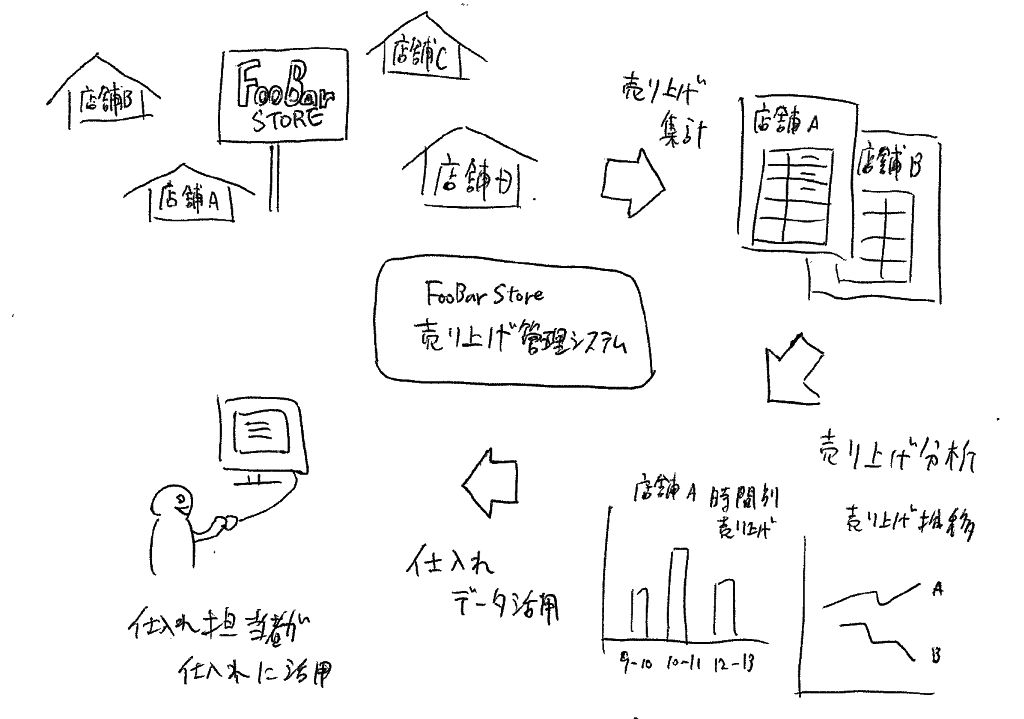 店舗B
FooBar
STORE
店舗C
店舗A
店舗D
売り上げ
集計
店舗A
店舗B
FooBar Store
売り上げ管理システム
売り上げ分析
店舗A 時間別
売り上げ
9-10 10-11 12-13
売り上げ推移
A
B
仕入れ
データ活用
仕入れ担当者が
仕入れに活用